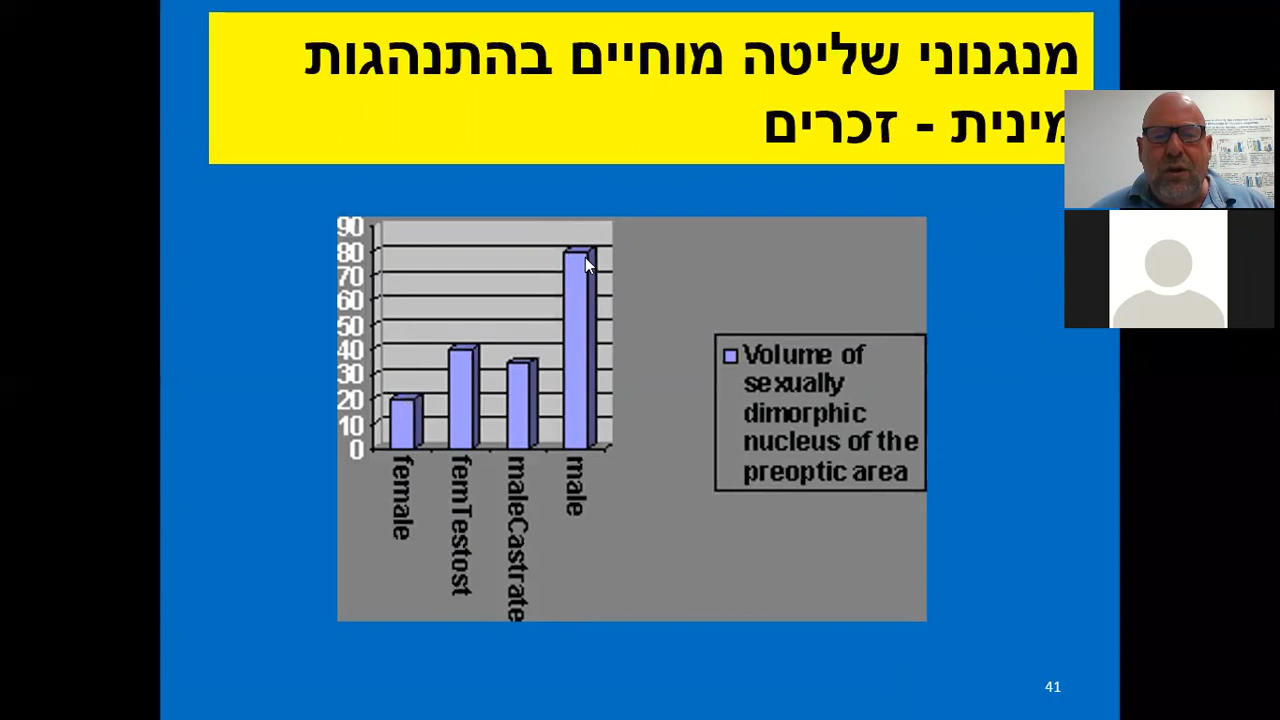 מנגנוני שליטה מוחיים בהתנהגות
מינית - זכרים
90
80
70
60
50
40
30
20
10
0
female
femTestost
maleCastrate
male
Volume of
sexually
dimorphic
nucleus of the
preoptic area
41